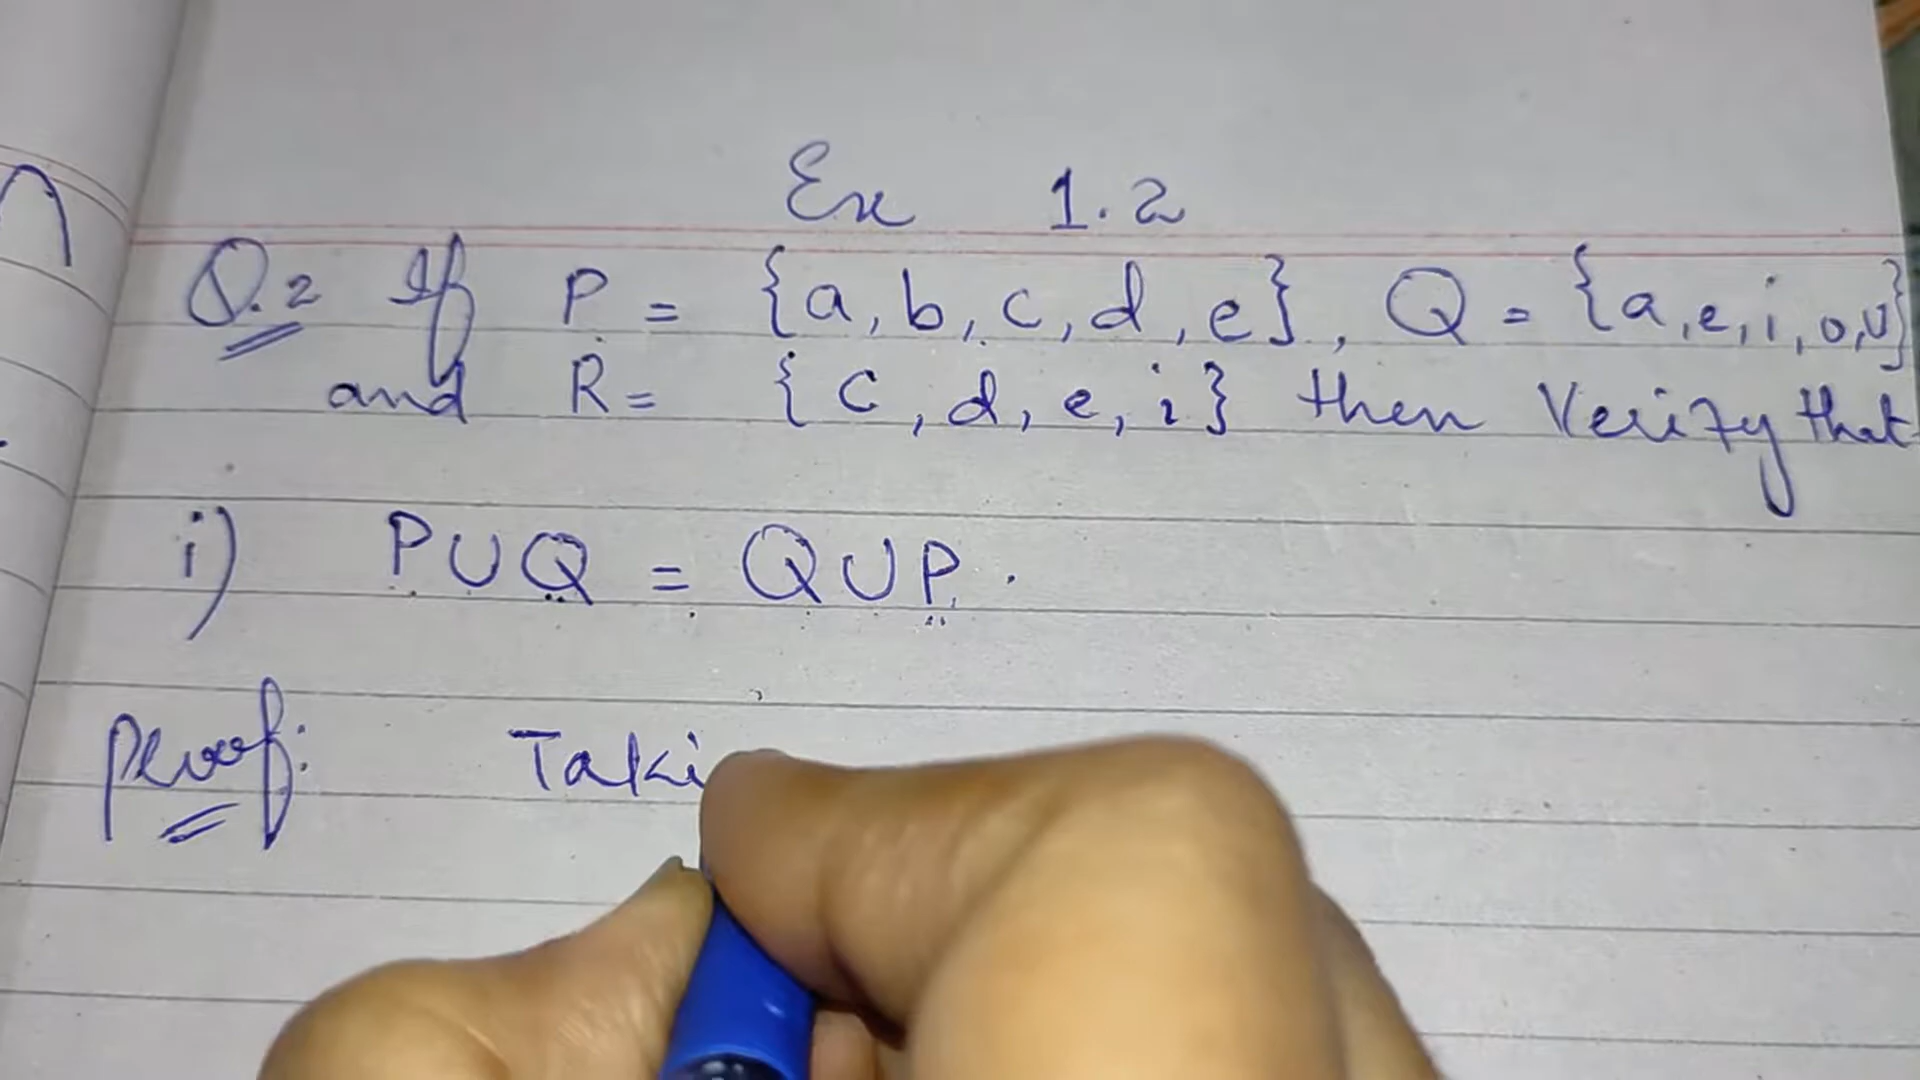 Ex 1.2
Q.2 If P = {a, b, c, d, e}, Q = {a, e, i, o, u}
and R = {c, d, e, i} then Verify that
i) P∪Q = Q∪P.
Proof: Taki